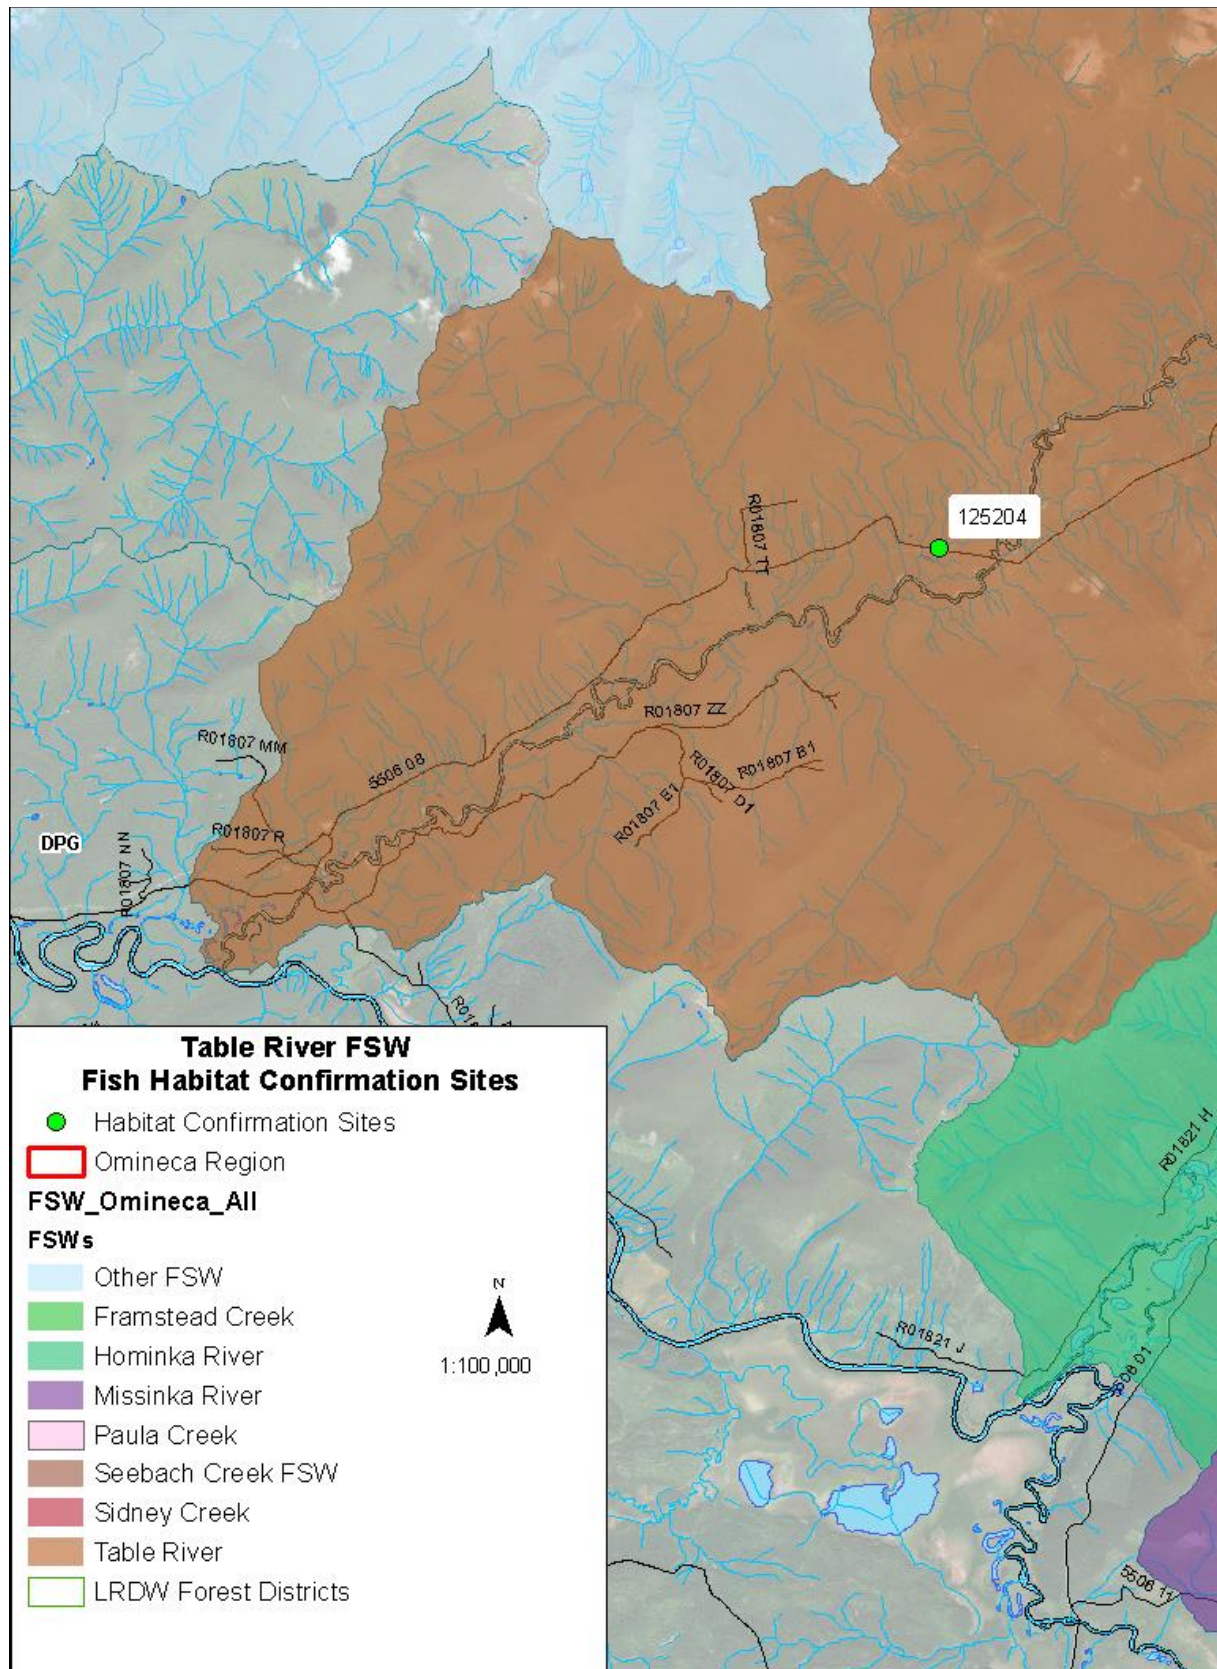 125204
R01807 TT
R01807 ZZ
R01807 MM
5506 08
R01807 B1
R01807 D1
R01807 E1
R01807 R
DPG
R01807 NN
Table River FSW
Fish Habitat Confirmation Sites
Habitat Confirmation Sites
Omineca Region
FSW_Omineca_All
FSWs
Other FSW
Framstead Creek
Hominka River
Missinka River
Paula Creek
Seebach Creek FSW
Sidney Creek
Table River
LRDW Forest Districts
N
1:100,000
R01821 H
R01821 J
5506 11